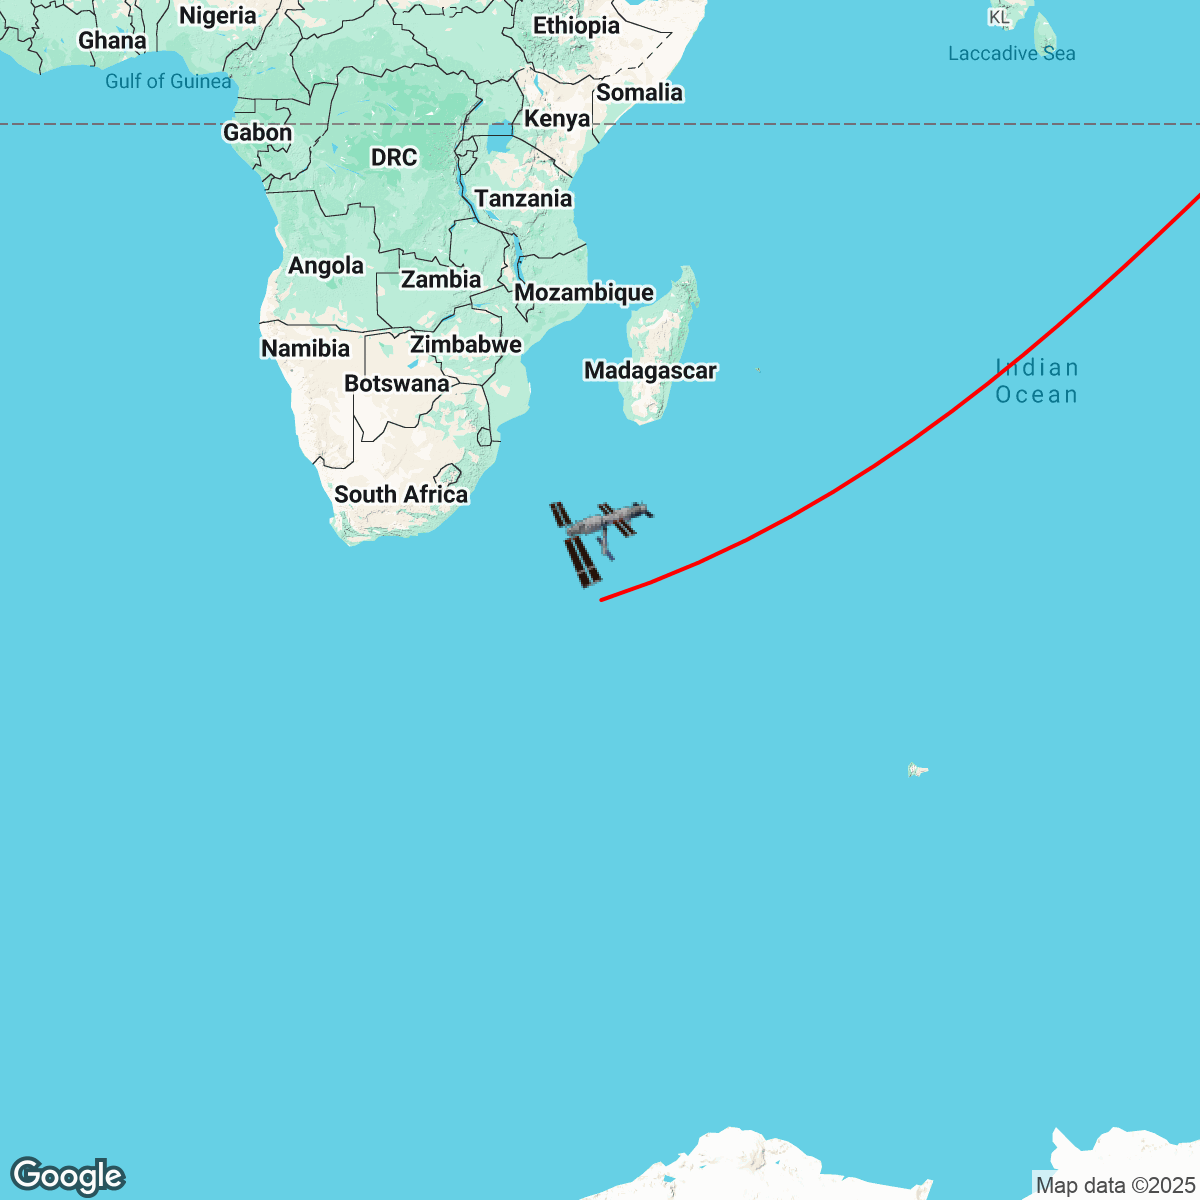 Nigeria
Ethiopia
KL
Ghana
Laccadive Sea
Gulf of Guinea
Somalia
Kenya
Gabon
DRC
Tanzania
Angola
Zambia
Mozambique
Zimbabwe
Namibia
Madagascar
Indian
Ocean
Botswana
South Africa
Google
Map data ©2025